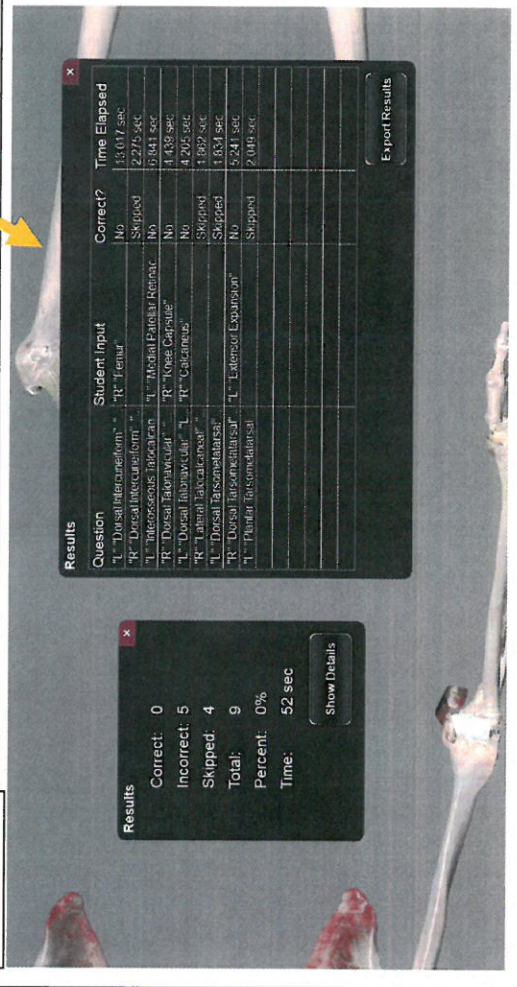 Results
Correct: 0
Incorrect: 5
Skipped: 4
Total: 9
Percent: 0%
Time: 52 sec
Show Details
Results
Question Student Input Correct? Time Elapsed
"L" "Dorsal Intercuneiform" " "R" "Femur" No 13.017 sec
"R" "Dorsal Intercuneiform" " Skipped 2.275 sec
"L" "Interosseous Talocalcan "L" "Medial Patellar Retinac No 6.841 sec
"R" "Dorsal Talonavicular" " "R" "Knee Capsule" No 4.439 sec
"L" "Dorsal Talonavicular" "L "R" "Calcaneus" No 4.205 sec
"R" "Lateral Talocalcaneal" " Skipped 1.862 sec
"L" "Dorsal Tarsometatarsal" Skipped 1.834 sec
"R" "Dorsal Tarsometatarsal" "L" "Extensor Expansion" No 5.241 sec
"L" "Plantar Tarsometatarsal Skipped 2.049 sec
Export Results